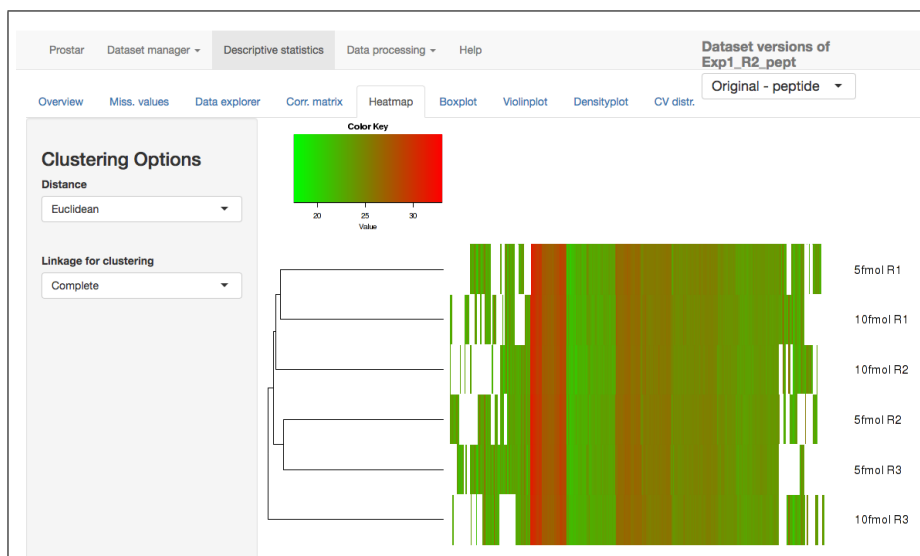 Prostar Dataset manager Descriptive statistics Data processing Help
Dataset versions of
Exp1_R2_pept
Original - peptide
Overview Miss. values Data explorer Corr. matrix Heatmap Boxplot Violinplot Densityplot CV distr.
Clustering Options
Distance
Euclidean
Linkage for clustering
Complete
Color Key
20 25 30
Value
5fmol R1
10fmol R1
10fmol R2
5fmol R2
5fmol R3
10fmol R3